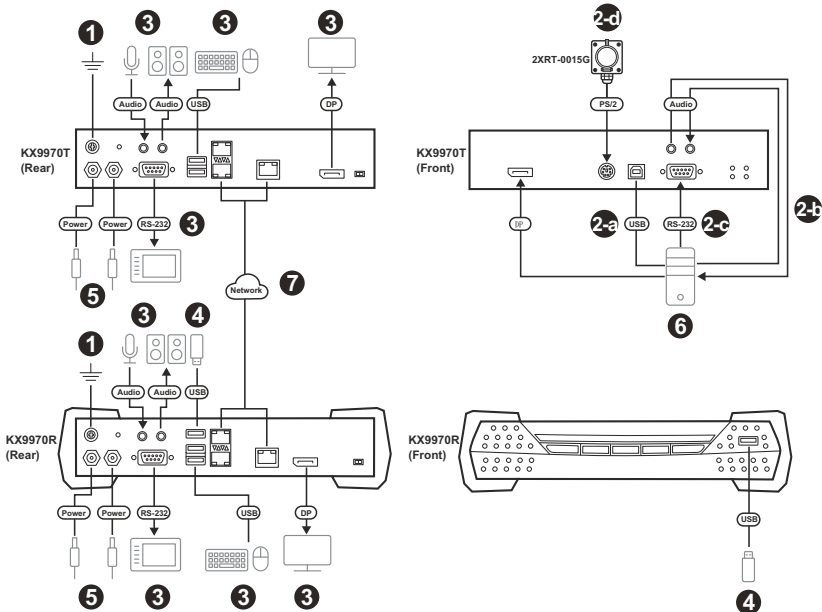 1
3
3
3
2-d
2XRT-0015G
Audio
Audio
USB
DP
PS/2
Audio
KX9970T
(Rear)
KX9970T
(Front)
Power
Power
RS-232
3
DP
2-a
USB
RS-232
2-c
2-b
5
Network
7
6
1
3
4
Audio
Audio
USB
KX9970R
(Rear)
KX9970R
(Front)
Power
Power
RS-232
USB
DP
USB
5
3
3
3
4